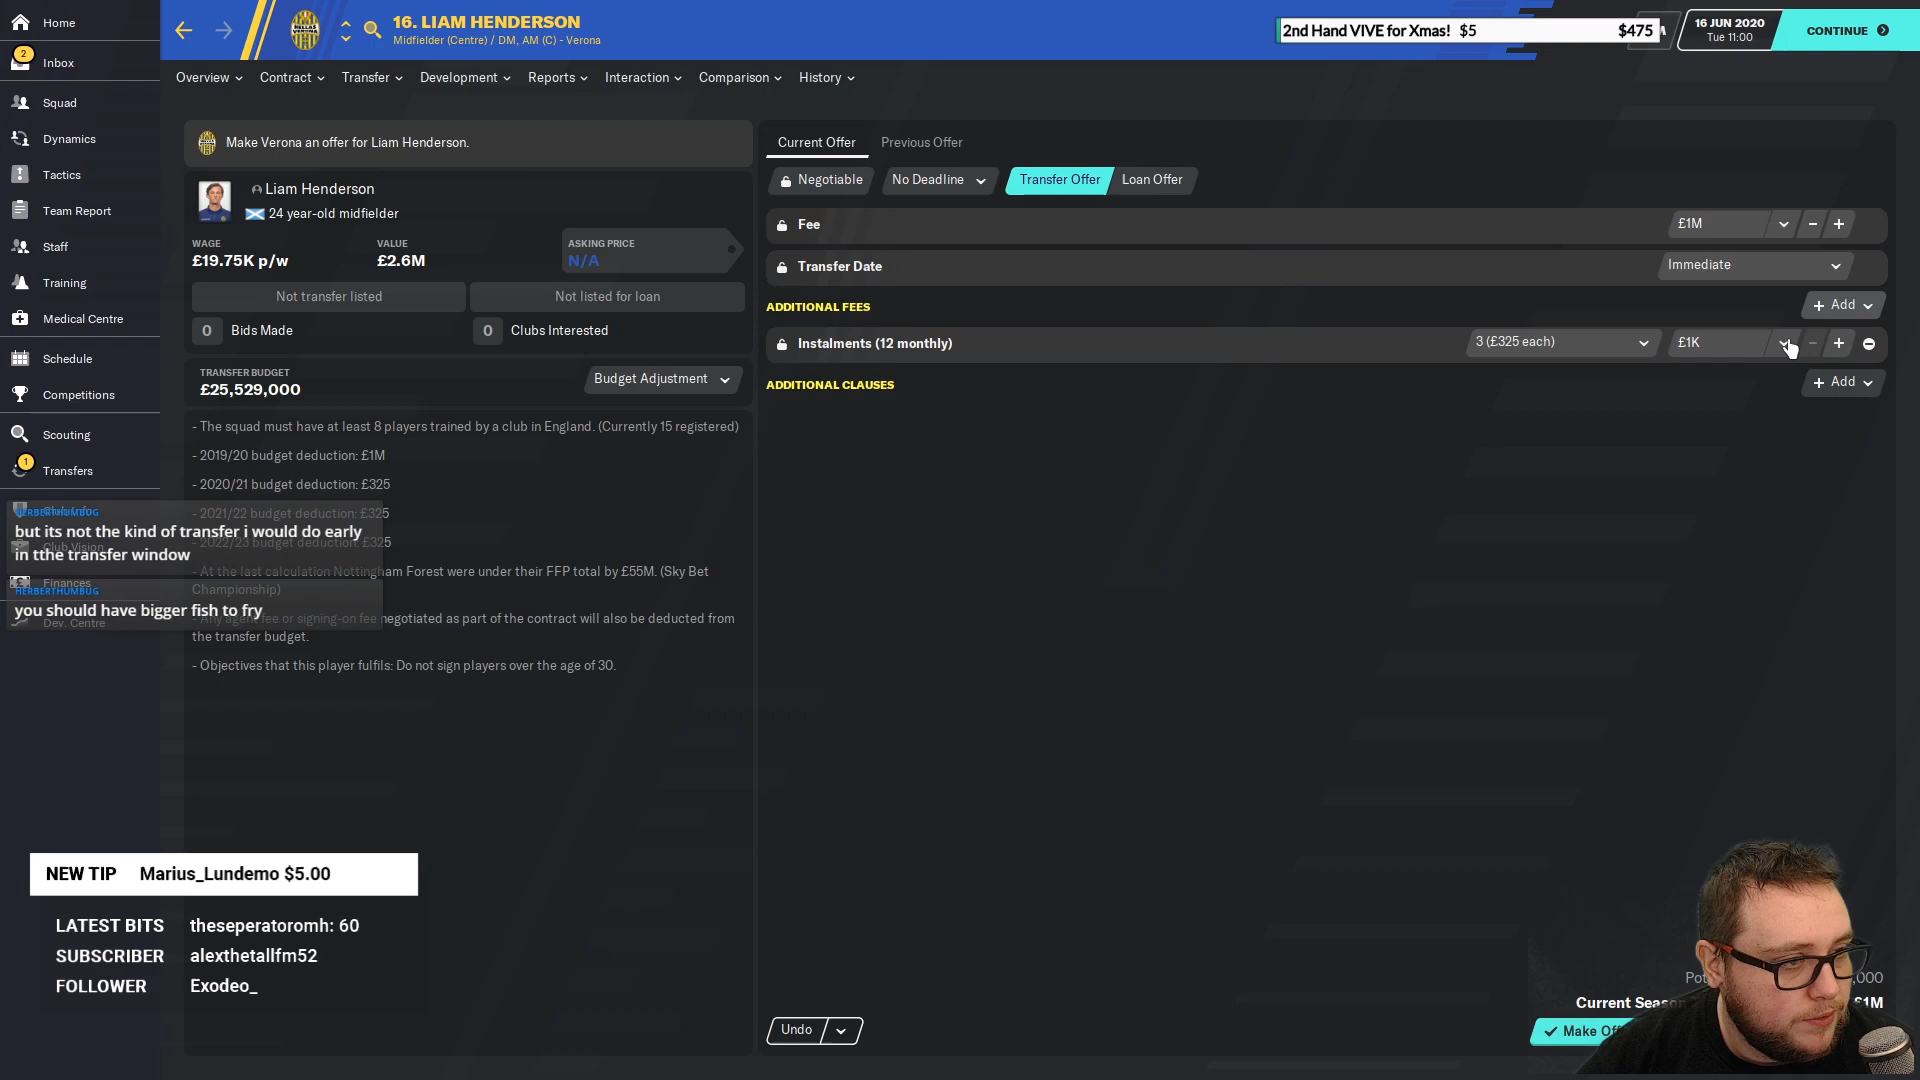 Home
2
Inbox
Squad
Dynamics
Tactics
Team Report
Staff
Training
Medical Centre
Schedule
Competitions
Scouting
1
Transfers
Finances
Dev. Centre
HERBERTHUMBUG
but its not the kind of transfer i would do early
in tthe transfer window
HERBERTHUMBUG
you should have bigger fish to fry
16. LIAM HENDERSON
Midfielder (Centre) / DM, AM (C) - Verona
2nd Hand VIVE for Xmas! $5 $475
16 JUN 2020
Tue 11:00
CONTINUE
Overview Contract Transfer Development Reports Interaction Comparison History
Make Verona an offer for Liam Henderson.
Liam Henderson
24 year-old midfielder
WAGE
£19.75K p/w
VALUE
£2.6M
ASKING PRICE
N/A
Not transfer listed
Not listed for loan
0 Bids Made
0 Clubs Interested
TRANSFER BUDGET
£25,529,000
Budget Adjustment
- The squad must have at least 8 players trained by a club in England. (Currently 15 registered)
- 2019/20 budget deduction: £1M
- 2020/21 budget deduction: £325
- 2021/22 budget deduction: £325
- 2022/23 budget deduction: £325
- At the last calculation Nottingham Forest were under their FFP total by £55M. (Sky Bet
Championship)
- Any agent fee or signing-on fee negotiated as part of the contract will also be deducted from
the transfer budget.
- Objectives that this player fulfils: Do not sign players over the age of 30.
Current Offer Previous Offer
Negotiable No Deadline Transfer Offer Loan Offer
Fee £1M
Transfer Date Immediate
ADDITIONAL FEES
Add
Instalments (12 monthly) 3 (£325 each) £1K
ADDITIONAL CLAUSES
Add
Undo
Current Seas
£1M
Make Off
NEW TIP Marius_Lundemo $5.00
LATEST BITS theseperatoromh: 60
SUBSCRIBER alexthetallfm52
FOLLOWER Exodeo_